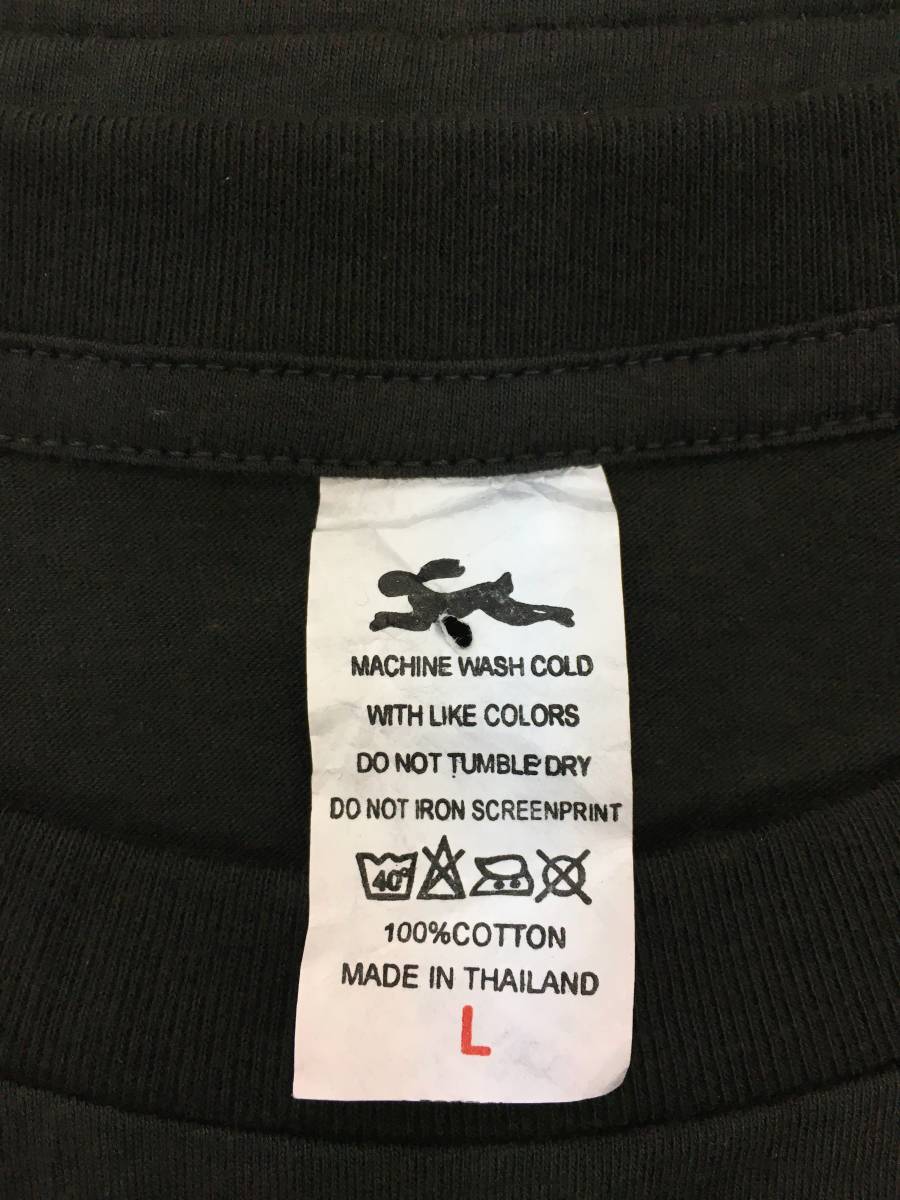 MACHINE WASH COLD
WITH LIKE COLORS
DO NOT TUMBLE DRY
DO NOT IRON SCREENPRINT
40°
100%COTTON
MADE IN THAILAND
L